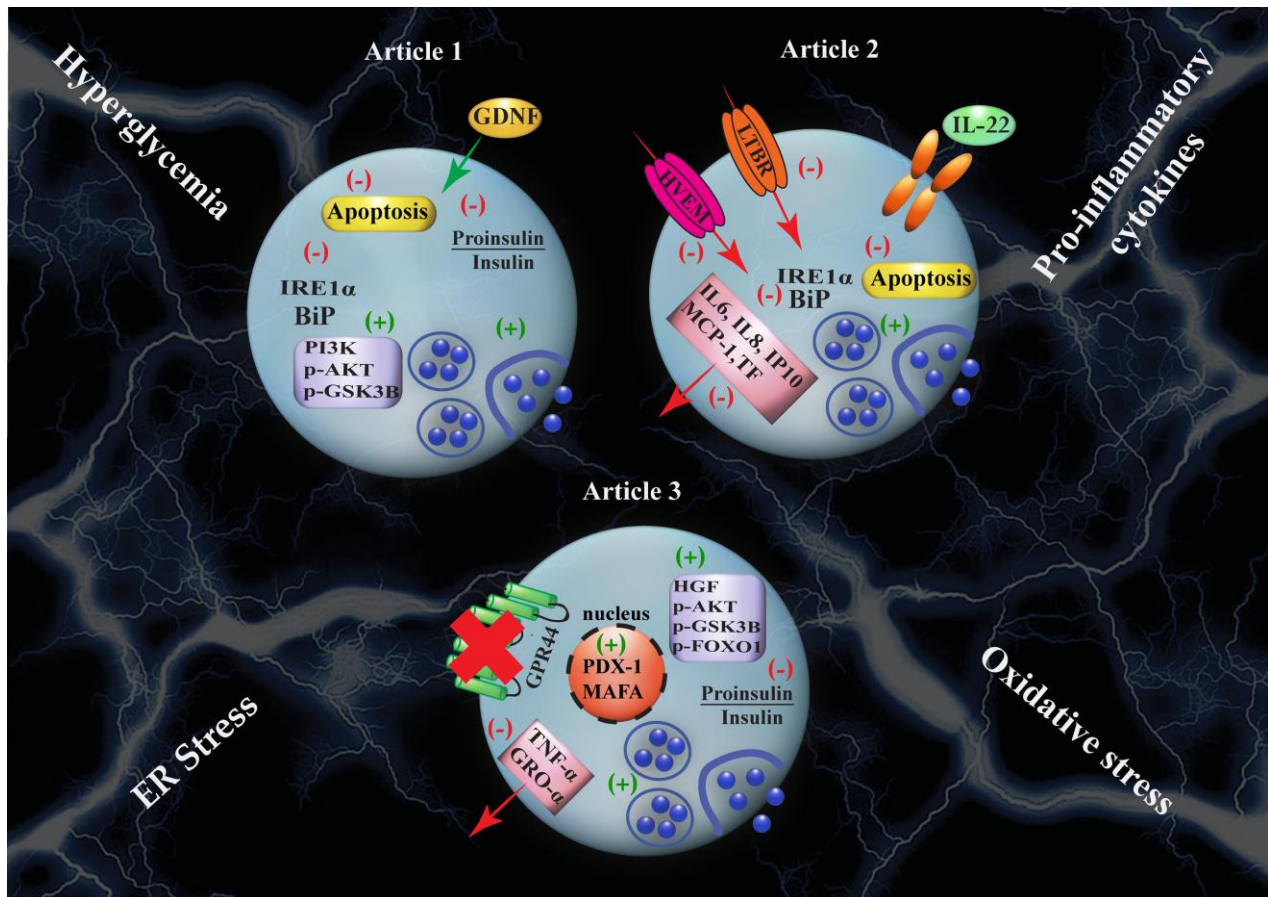 Hyperglycemia
Article 1
GDNF
(-)
Apoptosis
(-)
Proinsulin
Insulin
(-)
IRE1α
BiP
(+)
PI3K
p-AKT
p-GSK3B
(+)
Article 2
HVEM
LTBR
(-)
IL-22
(-)
(-)
IRE1α
BiP
(-)
Apoptosis
IL6, IL8, IP10
MCP-1,TF
(-)
(+)
Pro-inflammatory
cytokines
Article 3
GPR44
nucleus
(+)
PDX-1
MAFA
(+)
HGF
p-AKT
p-GSK3B
p-FOXO1
(-)
Proinsulin
Insulin
(-)
TNF-α
GRO-α
(+)
ER Stress
Oxidative stress